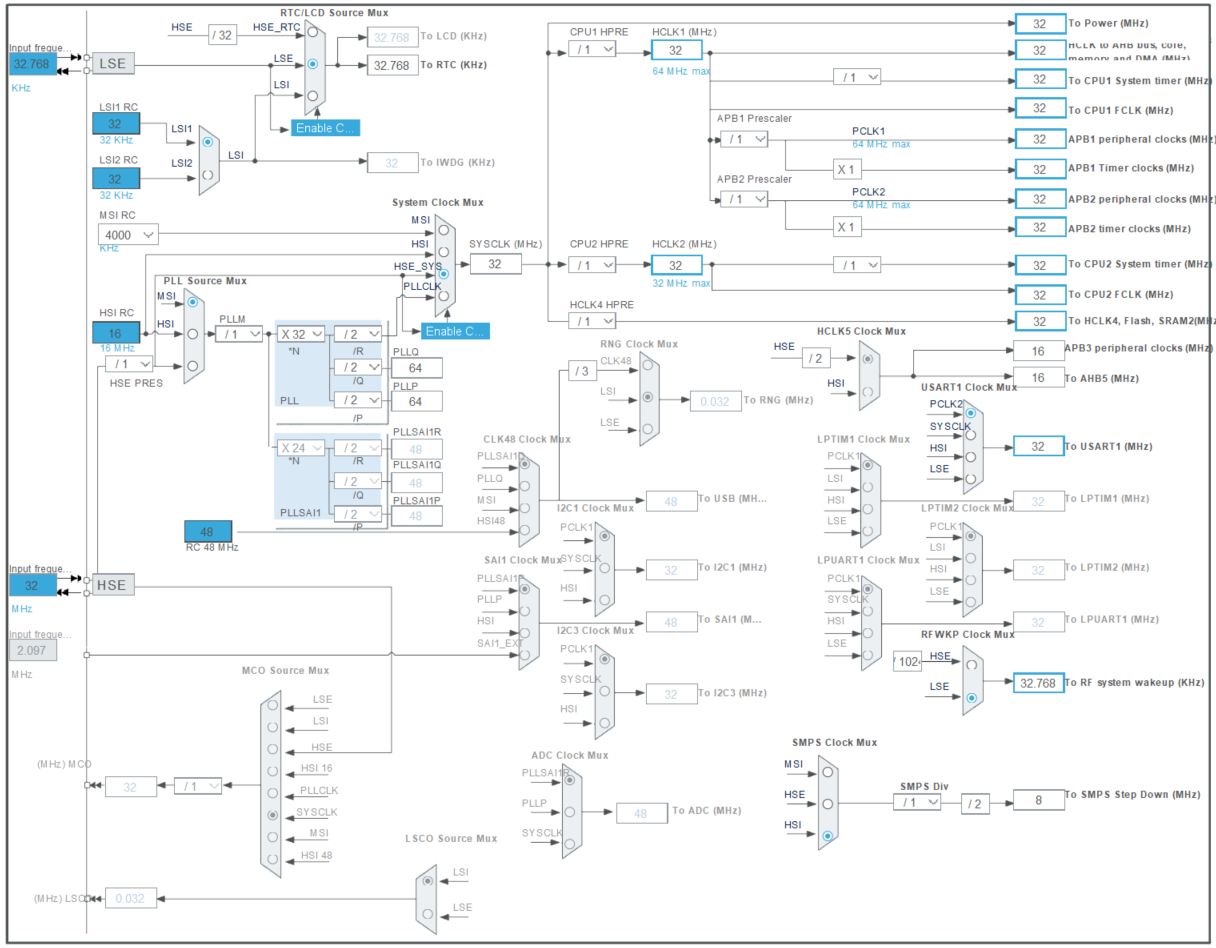 RTC/LCD Source Mux
HSE
/ 32
HSE_RTC
32.768
To LCD (KHz)
Input freque...
32.768
KHz
LSE
LSE
32.768
To RTC (KHz)
LSI
Enable C...
LSI1 RC
32
32 KHz
LSI1
LSI2 RC
32
32 KHz
LSI2
LSI
32
To IWDG (KHz)
MSI RC
4000
KHz
System Clock Mux
MSI
HSI
HSE_SYS
PLLCLK
Enable C...
SYSCLK (MHz)
32
PLL Source Mux
MSI
HSI
HSI RC
16
16 MHz
/ 1
HSE PRES
PLLM
/ 1
X 32
*N
PLL
/ 2
/R
/ 2
/Q
/ 2
/P
PLLQ
64
PLLP
64
X 24
*N
PLLSAI1
/ 2
/R
/ 2
/Q
/ 2
/P
PLLSAI1R
48
PLLSAI1Q
48
PLLSAI1P
48
48
RC 48 MHz
Input freque...
32
MHz
HSE
Input freque...
2.097
MHz
CPU1 HPRE
/ 1
HCLK1 (MHz)
32
64 MHz max
32
To Power (MHz)
32
HCLK to AHB bus, core,
memory and DMA (MHz)
/ 1
32
To CPU1 System timer (MHz)
32
To CPU1 FCLK (MHz)
APB1 Prescaler
/ 1
PCLK1
64 MHz max
32
APB1 peripheral clocks (MHz
X 1
32
APB1 Timer clocks (MHz)
APB2 Prescaler
/ 1
PCLK2
64 MHz max
32
APB2 peripheral clocks (MHz
X 1
32
APB2 timer clocks (MHz)
CPU2 HPRE
/ 1
HCLK2 (MHz)
32
32 MHz max
/ 1
32
To CPU2 System timer (MHz)
32
To CPU2 FCLK (MHz)
HCLK4 HPRE
/ 1
32
To HCLK4, Flash, SRAM2(MH
HCLK5 Clock Mux
HSE
/ 2
HSI
16
APB3 peripheral clocks (MHz
16
To AHB5 (MHz)
RNG Clock Mux
/ 3
CLK48
LSI
LSE
0.032
To RNG (MHz)
USART1 Clock Mux
PCLK2
SYSCLK
HSI
LSE
32
To USART1 (MHz)
CLK48 Clock Mux
PLLSAI1
PLLQ
MSI
HSI48
48
To USB (MH...
I2C1 Clock Mux
PCLK1
SYSCLK
HSI
32
To I2C1 (MHz)
LPTIM1 Clock Mux
PCLK1
LSI
HSI
LSE
32
To LPTIM1 (MHz)
LPTIM2 Clock Mux
PCLK1
LSI
HSI
LSE
32
To LPTIM2 (MHz)
SAI1 Clock Mux
PLLSAI1
PLLP
HSI
SAI1_EXT
48
To SAI1 (M...
I2C3 Clock Mux
PCLK1
SYSCLK
HSI
32
To I2C3 (MHz)
LPUART1 Clock Mux
PCLK1
SYSCLK
HSI
LSE
32
To LPUART1 (MHz)
RFWKP Clock Mux
/ 102
HSE
LSE
32.768
To RF system wakeup (KHz)
MCO Source Mux
LSE
LSI
HSE
HSI 16
PLLCLK
SYSCLK
MSI
HSI 48
(MHz) MCO
32
/ 1
ADC Clock Mux
PLLSAI1R
PLLP
SYSCLK
48
To ADC (MHz)
SMPS Clock Mux
MSI
HSE
HSI
SMPS Div
/ 1
/ 2
8
To SMPS Step Down (MHz)
LSCO Source Mux
LSI
LSE
(MHz) LSC
0.032